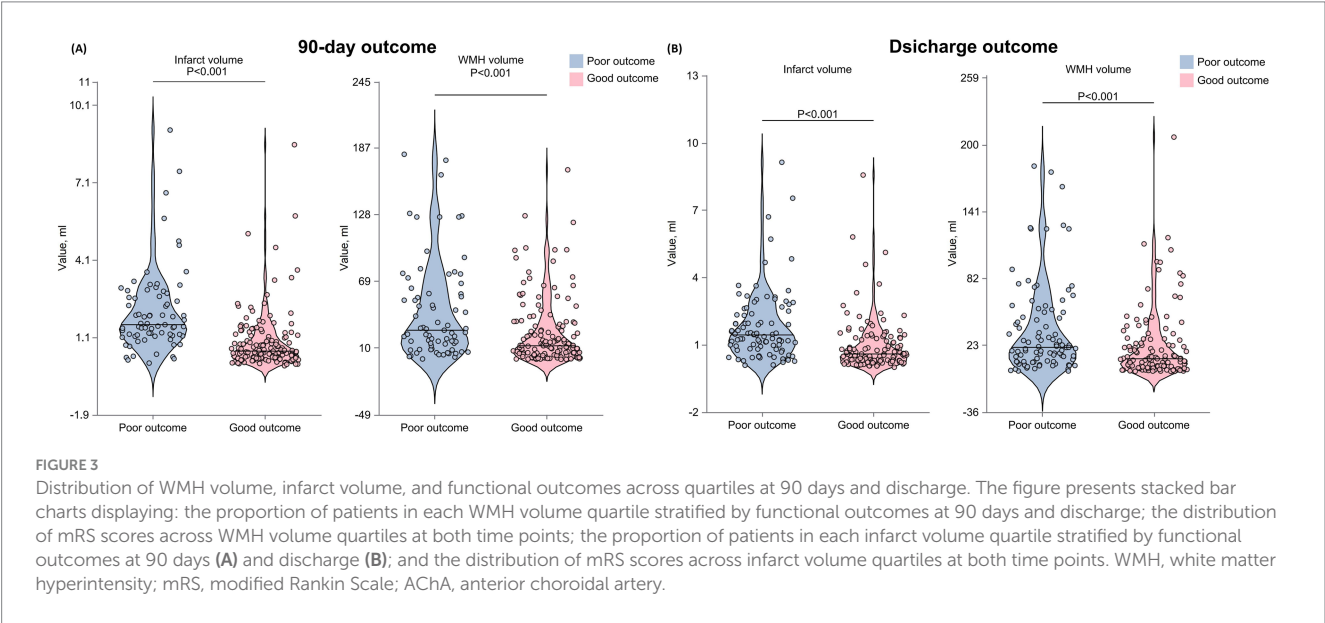 (A)
90-day outcome
Infarct volume
P<0.001
11
10.1
7.1
4.1
1.1
-1.9
Value, ml
Poor outcome
Good outcome
WMH volume
P<0.001
245
187
128
69
10
-49
Value, ml
Poor outcome
Good outcome
Poor outcome
Good outcome
(B)
Dsicharge outcome
Infarct volume
P<0.001
13
10
7
4
1
-2
Value, ml
Poor outcome
Good outcome
WMH volume
P<0.001
259
200
141
82
23
-36
Value, ml
Poor outcome
Good outcome
Poor outcome
Good outcome
FIGURE 3
Distribution of WMH volume, infarct volume, and functional outcomes across quartiles at 90 days and discharge. The figure presents stacked bar
charts displaying: the proportion of patients in each WMH volume quartile stratified by functional outcomes at 90 days and discharge; the distribution
of mRS scores across WMH volume quartiles at both time points; the proportion of patients in each infarct volume quartile stratified by functional
outcomes at 90 days (A) and discharge (B); and the distribution of mRS scores across infarct volume quartiles at both time points. WMH, white matter
hyperintensity; mRS, modified Rankin Scale; AChA, anterior choroidal artery.